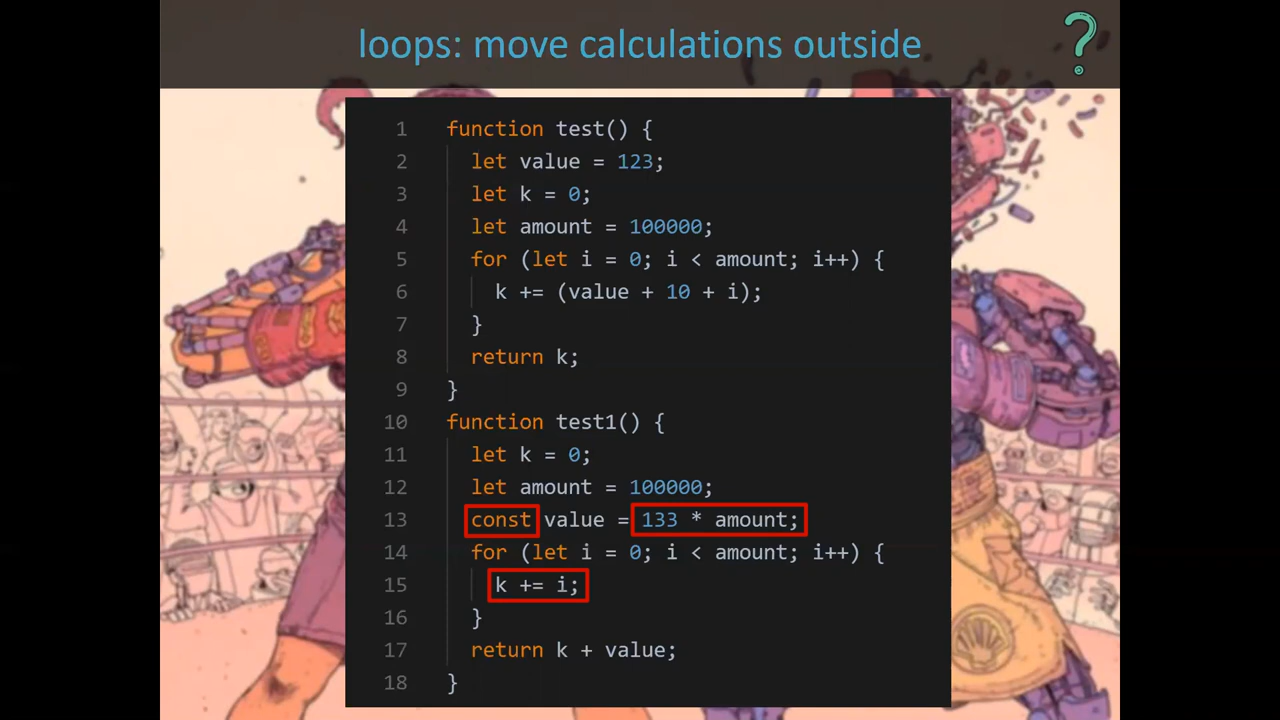 loops: move calculations outside
?
1 function test() {
2 let value = 123;
3 let k = 0;
4 let amount = 100000;
5 for (let i = 0; i < amount; i++) {
6 k += (value + 10 + i);
7 }
8 return k;
9 }
10 function test1() {
11 let k = 0;
12 let amount = 100000;
13 const value = 133 * amount;
14 for (let i = 0; i < amount; i++) {
15 k += i;
16 }
17 return k + value;
18 }